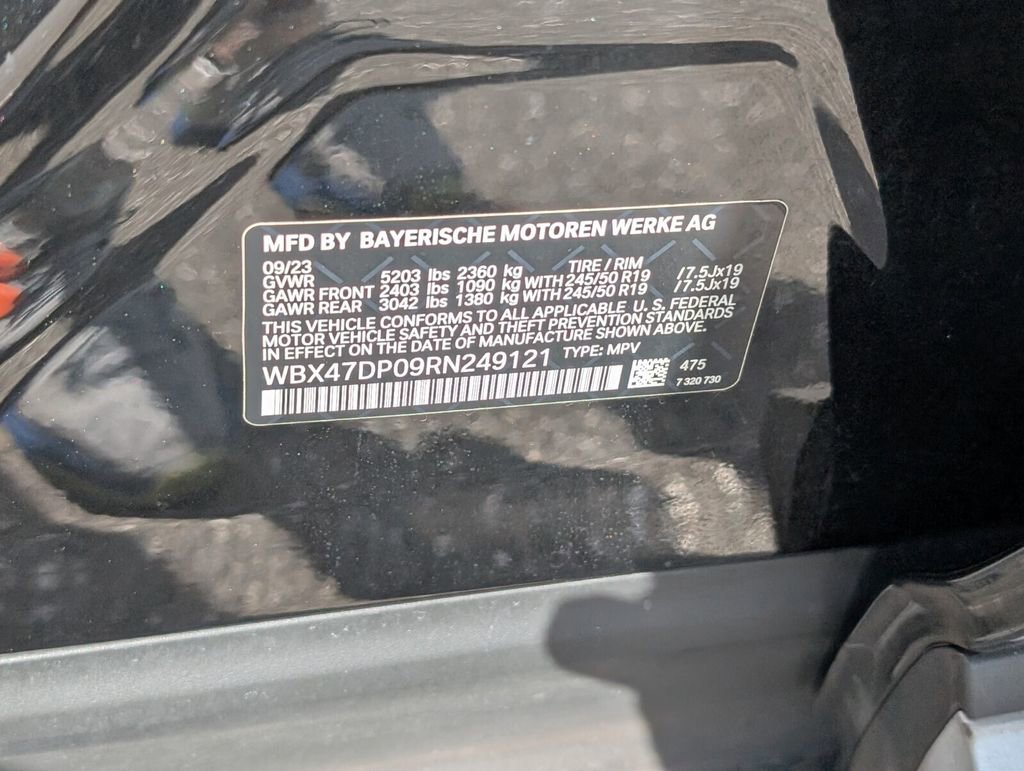 MFD BY BAYERISCHE MOTOREN WERKE AG
09/23 TIRE / RIM
GVWR 5203 lbs 2360 kg
GAWR FRONT 2403 lbs 1090 kg WITH 245/50 R19 /7.5Jx19
GAWR REAR 3042 lbs 1380 kg WITH 245/50 R19 /7.5Jx19
THIS VEHICLE CONFORMS TO ALL APPLICABLE U.S. FEDERAL
MOTOR VEHICLE SAFETY AND THEFT PREVENTION STANDARDS
IN EFFECT ON THE DATE OF MANUFACTURE SHOWN ABOVE.
WBX47DP09RN249121 TYPE: MPV
475
7 320 730